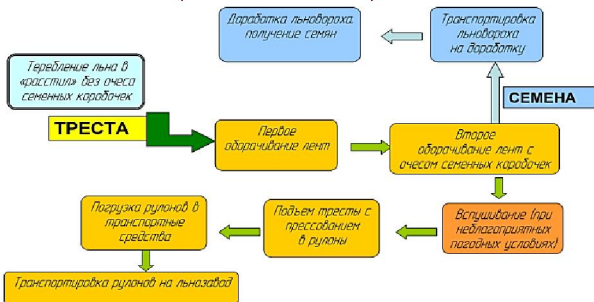 Доработка льновороха.
получение семян
Транспортировка
льновороха
на доработку
Теребление льна в
«расстил» без очеса
семенных коробочек
ТРЕСТА
СЕМЕНА
Первое
оборачивание лент
Второе
оборачивание лент с
очесом семенных коробочек
Погрузка рулонов в
транспортные
средства
Подъем тресты с
прессованием
в рулоны
Вспушивание (при
неблагоприятных
погодных условиях)
Транспортировка рулонов на льнозавод